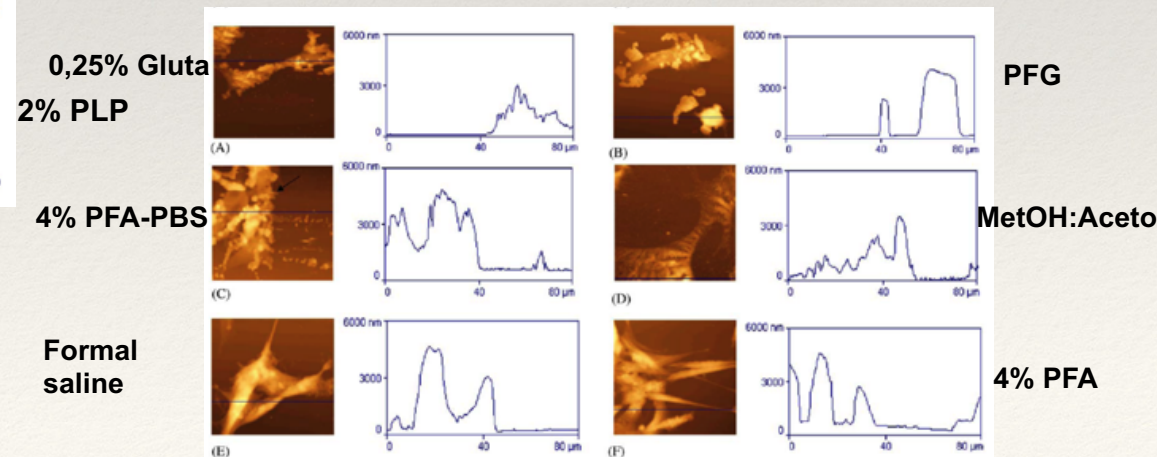 0,25% Gluta
2% PLP
6000 nm
3000
0
0 40 80 µm
(A)
6000 nm
3000
0
0 40 80 µm
(B)
PFG
4% PFA-PBS
6000 nm
3000
0
0 40 80 µm
(C)
6000 nm
3000
0
0 40 80 µm
(D)
MetOH:Aceto
Formal
saline
6000 nm
3000
0
0 40 80 µm
(E)
6000 nm
3000
0
0 40 80 µm
(F)
4% PFA